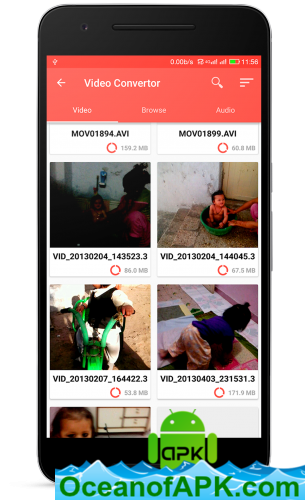 0.00b/s 4G 11:56
Video Convertor
Video Browse Audio
MOV01894.AVI MOV01899.AVI
159.2 MB 60.8 MB
VID_20130204_143523.3 VID_20130204_144045.3
86.0 MB 67.5 MB
VID_20130207_164422.3 VID_20130403_231531.3
53.8 MB 171.9 MB
apk
OceanofAPK.com